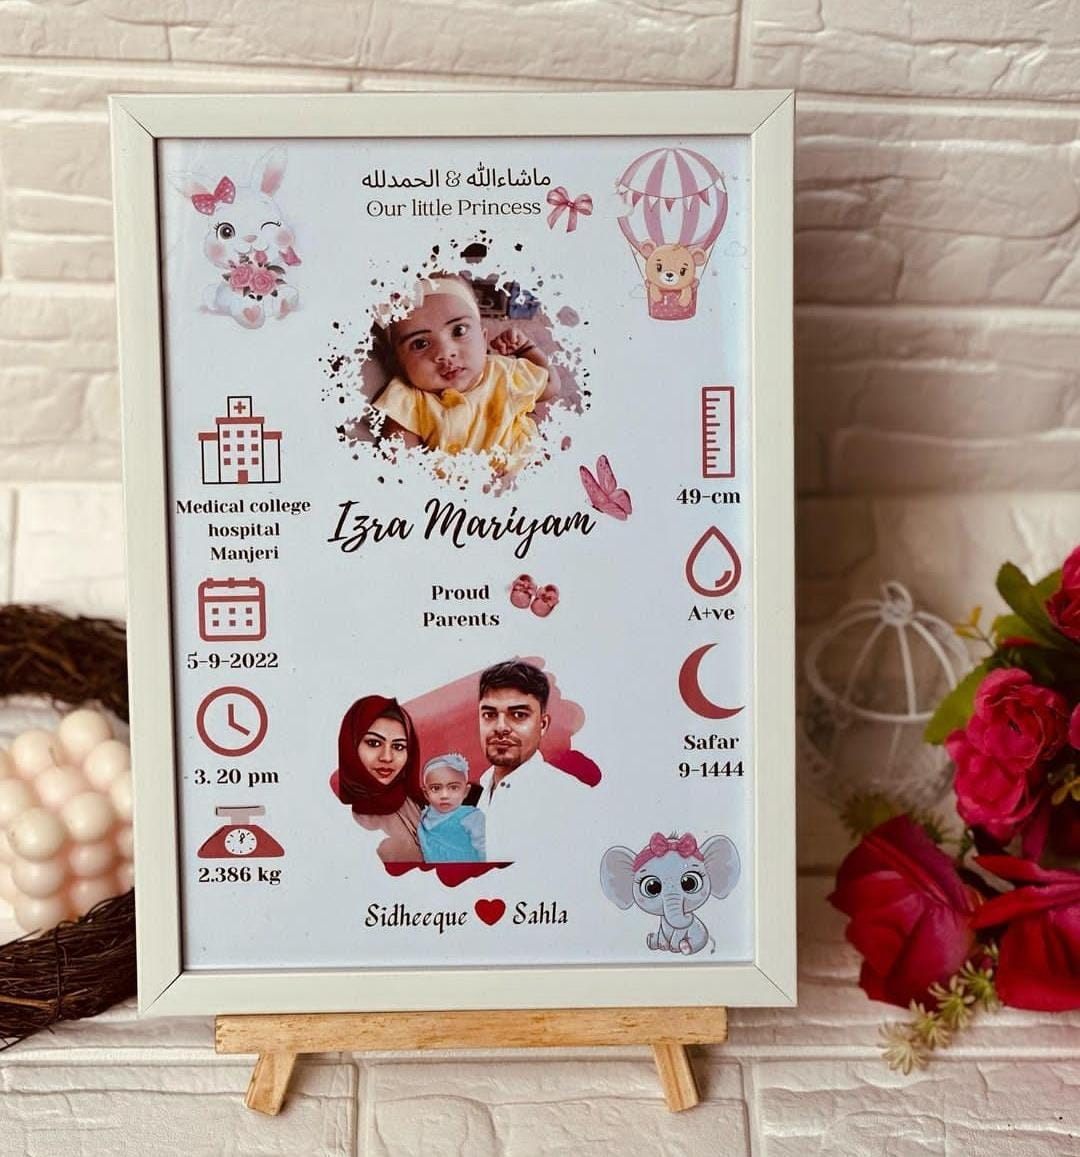 ماشاءالله & الحمدلله
Our little Princess
Medical college
hospital
Manjeri
5-9-2022
3. 20 pm
2.386 kg
Izra Mariyam
Proud
Parents
Sidheeque Sahla
49-cm
A+ve
Safar
9-1444